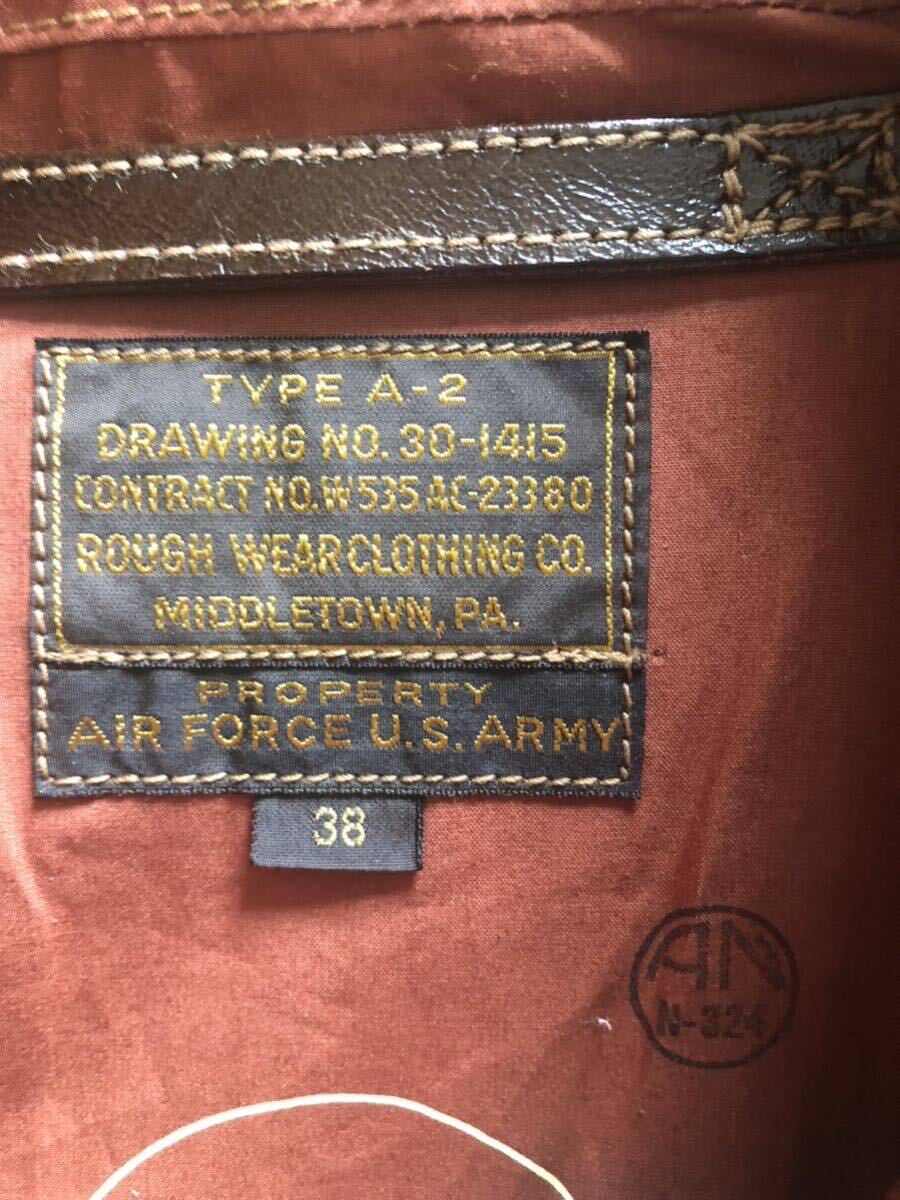 TYPE A-2
DRAWING NO. 30-1415
CONTRACT NO. W535 AC-23380
ROUGH WEAR CLOTHING CO.
MIDDLETOWN, PA.
PROPERTY
AIR FORCE U.S. ARMY
38
AN
N-324